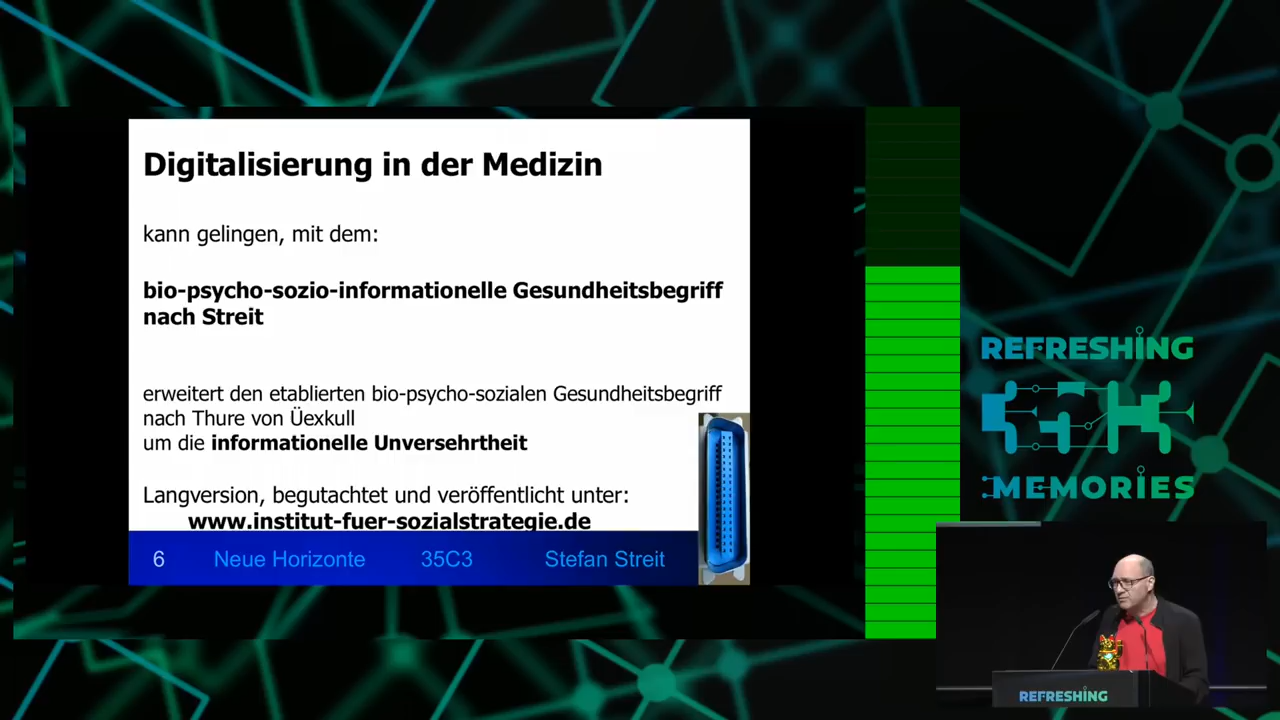 Digitalisierung in der Medizin
kann gelingen, mit dem:
bio-psycho-sozio-informationelle Gesundheitsbegriff
nach Streit
erweitert den etablierten bio-psycho-sozialen Gesundheitsbegriff
nach Thure von Üexkull
um die informationelle Unversehrtheit
Langversion, begutachtet und veröffentlicht unter:
www.institut-fuer-sozialstrategie.de
6 Neue Horizonte 35C3 Stefan Streit
REFRESHING
35C3
MEMORIES
REFRESHING